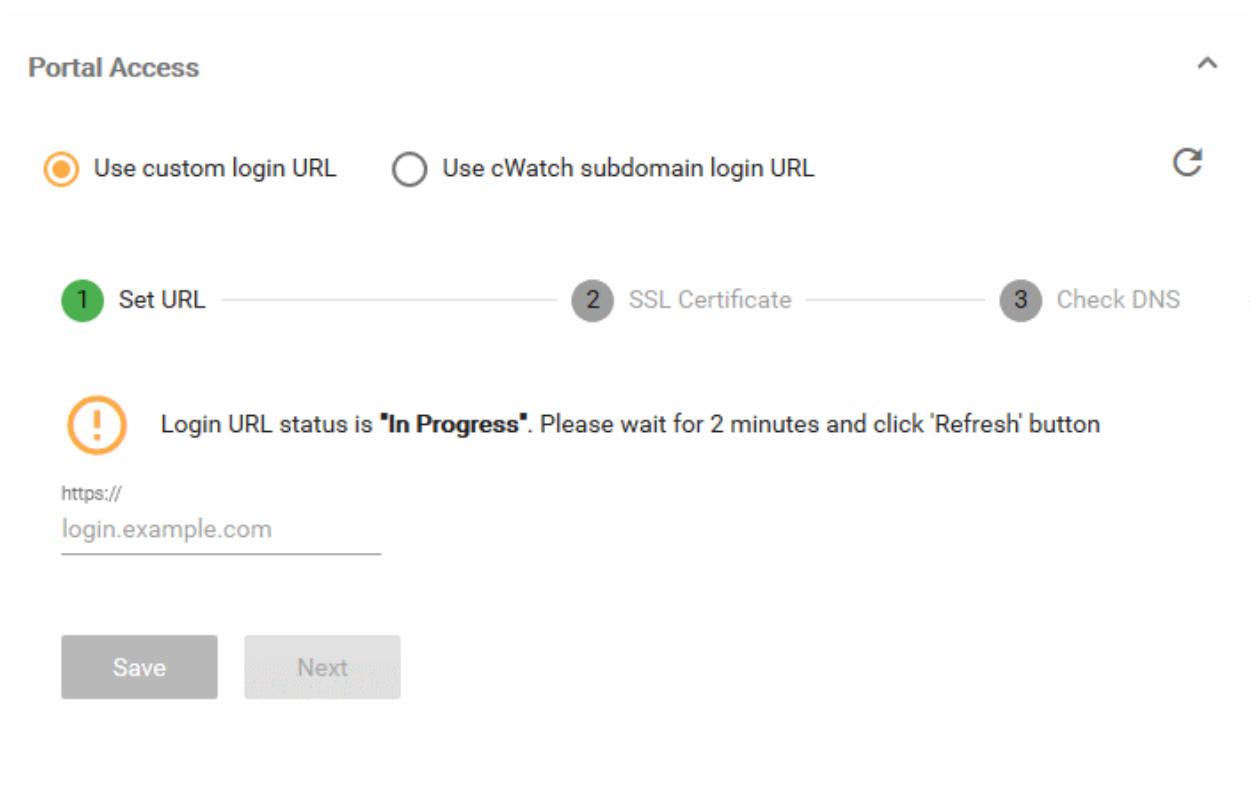 Portal Access
Use custom login URL Use cWatch subdomain login URL
1 Set URL 2 SSL Certificate 3 Check DNS
Login URL status is "In Progress". Please wait for 2 minutes and click 'Refresh' button
https://
login.example.com
Save Next